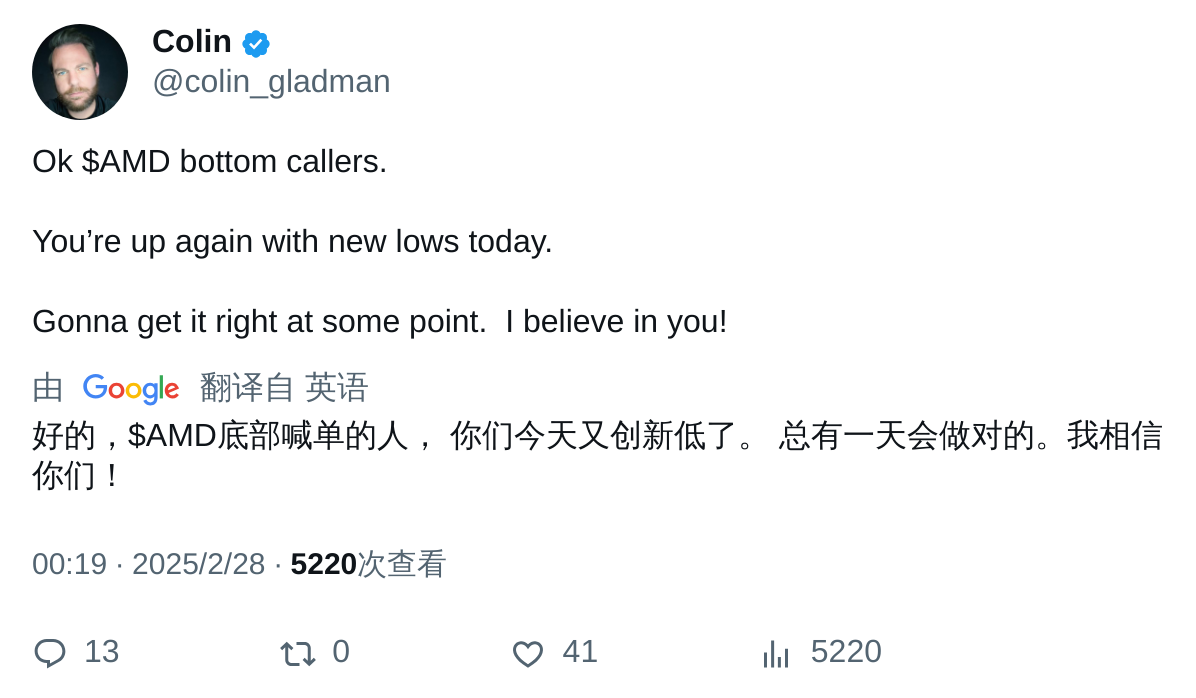 Colin
@colin_gladman
Ok $AMD bottom callers.
You’re up again with new lows today.
Gonna get it right at some point.  I believe in you!
由 Google 翻译自 英语
好的，$AMD底部喊单的人， 你们今天又创新低了。 总有一天会做对的。我相信
你们！
00:19 · 2025/2/28 · 5220次查看
13 0 41 5220